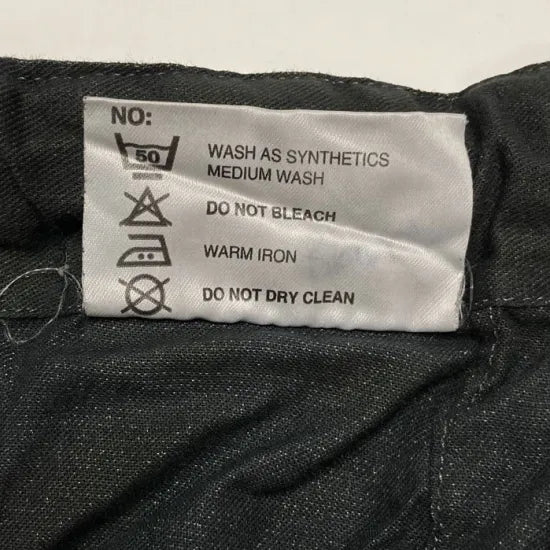 NO:
50
WASH AS SYNTHETICS
MEDIUM WASH
DO NOT BLEACH
WARM IRON
DO NOT DRY CLEAN